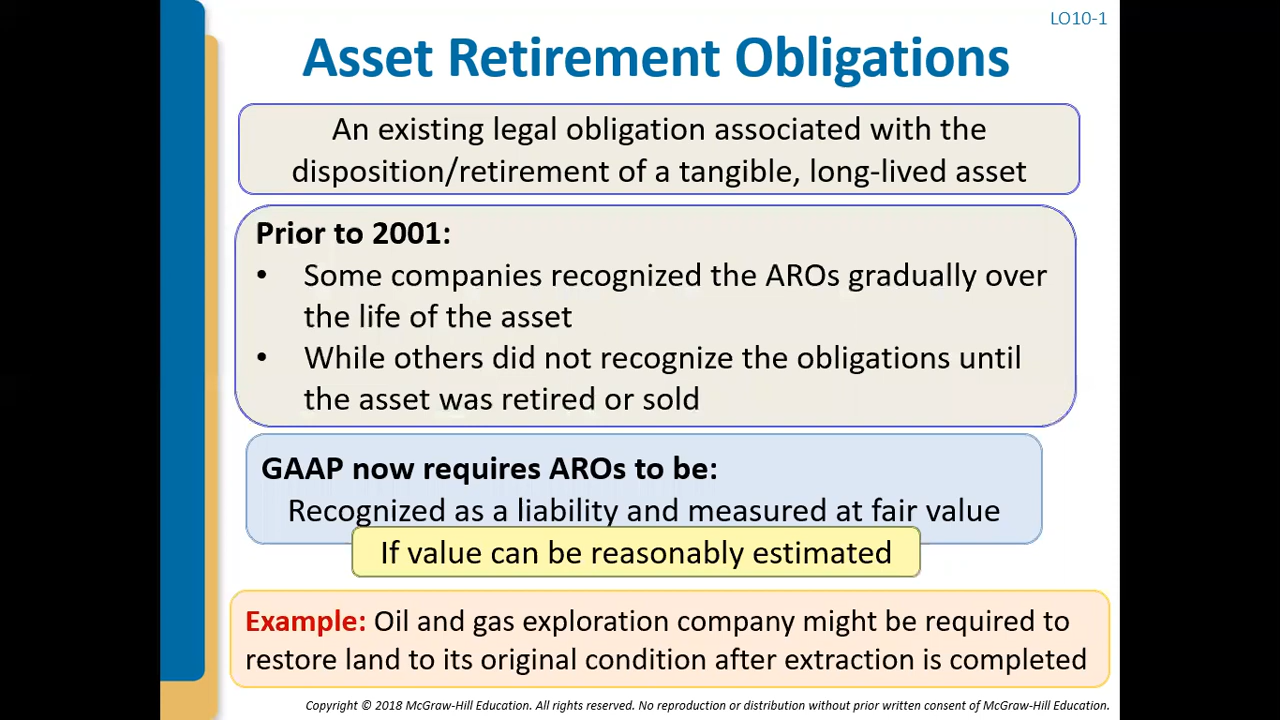 LO10-1
Asset Retirement Obligations
An existing legal obligation associated with the
disposition/retirement of a tangible, long-lived asset
Prior to 2001:
• Some companies recognized the AROs gradually over
the life of the asset
• While others did not recognize the obligations until
the asset was retired or sold
GAAP now requires AROs to be:
Recognized as a liability and measured at fair value
If value can be reasonably estimated
Example: Oil and gas exploration company might be required to
restore land to its original condition after extraction is completed
Copyright © 2018 McGraw-Hill Education. All rights reserved. No reproduction or distribution without prior written consent of McGraw-Hill Education.